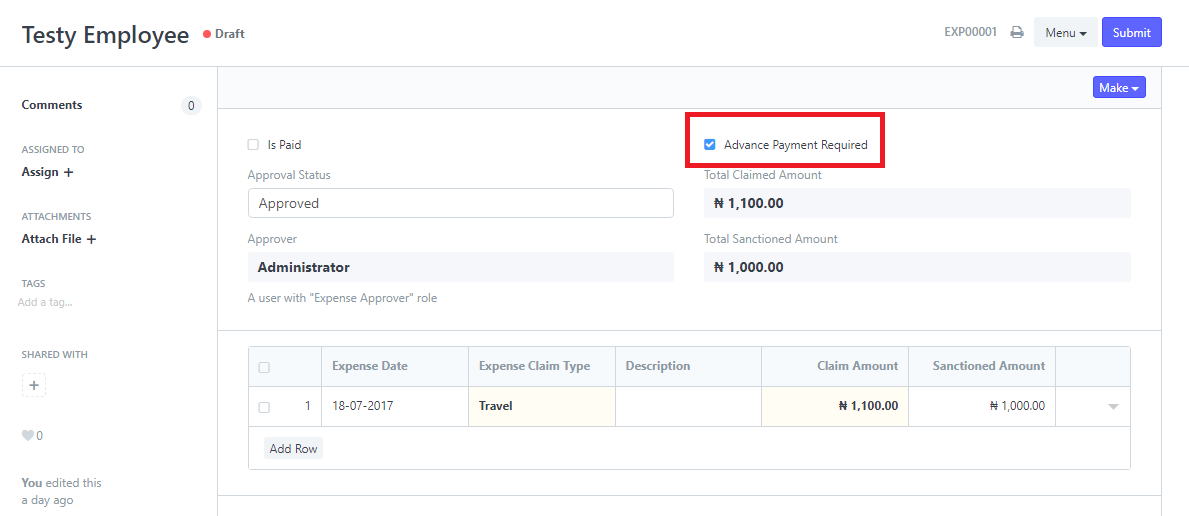 Testy Employee Draft EXP00001 Menu Submit
Comments 0
Make
ASSIGNED TO
Assign +
ATTACHMENTS
Attach File +
TAGS
Add a tag...
SHARED WITH
+
0
You edited this
a day ago
Is Paid
Advance Payment Required
Approval Status
Approved
Total Claimed Amount
₦ 1,100.00
Approver
Administrator
A user with "Expense Approver" role
Total Sanctioned Amount
₦ 1,000.00
Expense Date Expense Claim Type Description Claim Amount Sanctioned Amount
1 18-07-2017 Travel ₦ 1,100.00 ₦ 1,000.00
Add Row